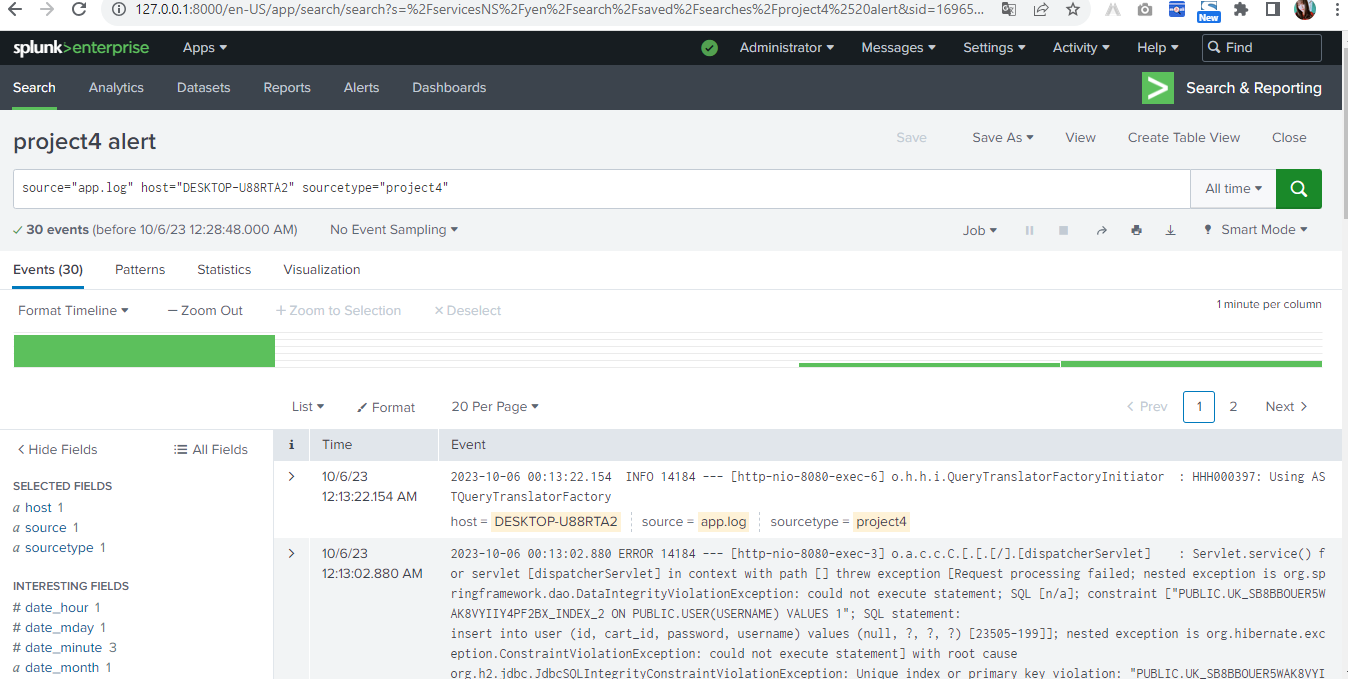 127.0.0.1:8000/en-US/app/search/search?s=%2FservicesNS%2Fyen%2Fsearch%2Fsaved%2Fsearches%2Fproject4%2520alert&sid=16965...
New
splunk>enterprise Apps Administrator Messages Settings Activity Help Find
Search Analytics Datasets Reports Alerts Dashboards Search & Reporting
project4 alert Save Save As View Create Table View Close
source="app.log" host="DESKTOP-U88RTA2" sourcetype="project4" All time
30 events (before 10/6/23 12:28:48.000 AM) No Event Sampling Job Smart Mode
Events (30) Patterns Statistics Visualization
Format Timeline — Zoom Out + Zoom to Selection × Deselect 1 minute per column
List Format 20 Per Page < Prev 1 2 Next >
< Hide Fields All Fields
SELECTED FIELDS
a host 1
a source 1
a sourcetype 1
INTERESTING FIELDS
# date_hour 1
# date_mday 1
# date_minute 3
a date_month 1
i Time Event
> 10/6/23 12:13:22.154 AM
2023-10-06 00:13:22.154  INFO 14184 --- [http-nio-8080-exec-6] o.h.h.i.QueryTranslatorFactoryInitiator  : HHH000397: Using AS
TQueryTranslatorFactory
host = DESKTOP-U88RTA2 source = app.log sourcetype = project4
> 10/6/23 12:13:02.880 AM
2023-10-06 00:13:02.880 ERROR 14184 --- [http-nio-8080-exec-3] o.a.c.c.C.[.[.[/].[dispatcherServlet]    : Servlet.service() f
or servlet [dispatcherServlet] in context with path [] threw exception [Request processing failed; nested exception is org.sp
ringframework.dao.DataIntegrityViolationException: could not execute statement; SQL [n/a]; constraint ["PUBLIC.UK_SB8BBOUER5W
AK8VYIIY4PF2BX_INDEX_2 ON PUBLIC.USER(USERNAME) VALUES 1"; SQL statement:
insert into user (id, cart_id, password, username) values (null, ?, ?, ?) [23505-199]]; nested exception is org.hibernate.exc
eption.ConstraintViolationException: could not execute statement] with root cause
org.h2.jdbc.JdbcSQLIntegrityConstraintViolationException: Unique index or primary key violation: "PUBLIC.UK_SB8BBOUER5WAK8VYI